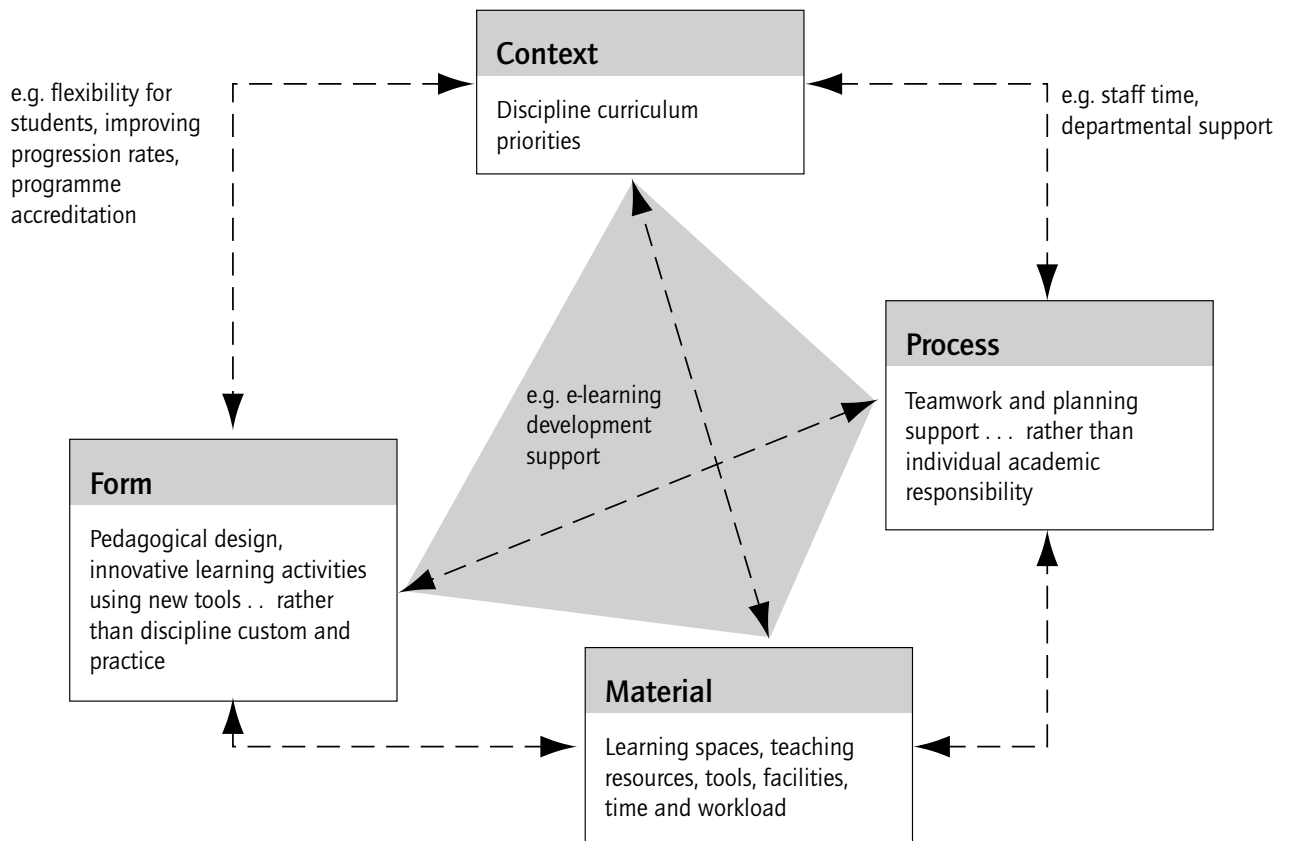 Context
Discipline curriculum
priorities
e.g. flexibility for
students, improving
progression rates,
programme
accreditation
e.g. staff time,
departmental support
Process
Teamwork and planning
support . . . rather than
individual academic
responsibility
e.g. e-learning
development
support
Form
Pedagogical design,
innovative learning activities
using new tools . . rather
than discipline custom and
practice
Material
Learning spaces, teaching
resources, tools, facilities,
time and workload